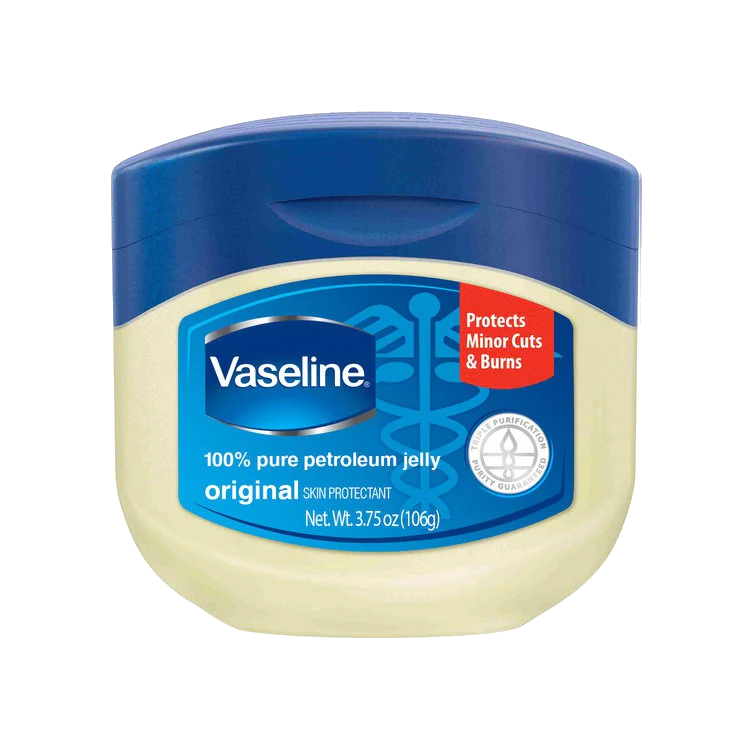 Vaseline®
Protects
Minor Cuts
& Burns
TRIPLE PURIFICATION
PURITY GUARANTEED
100% pure petroleum jelly
original SKIN PROTECTANT
Net. Wt. 3.75 oz (106g)